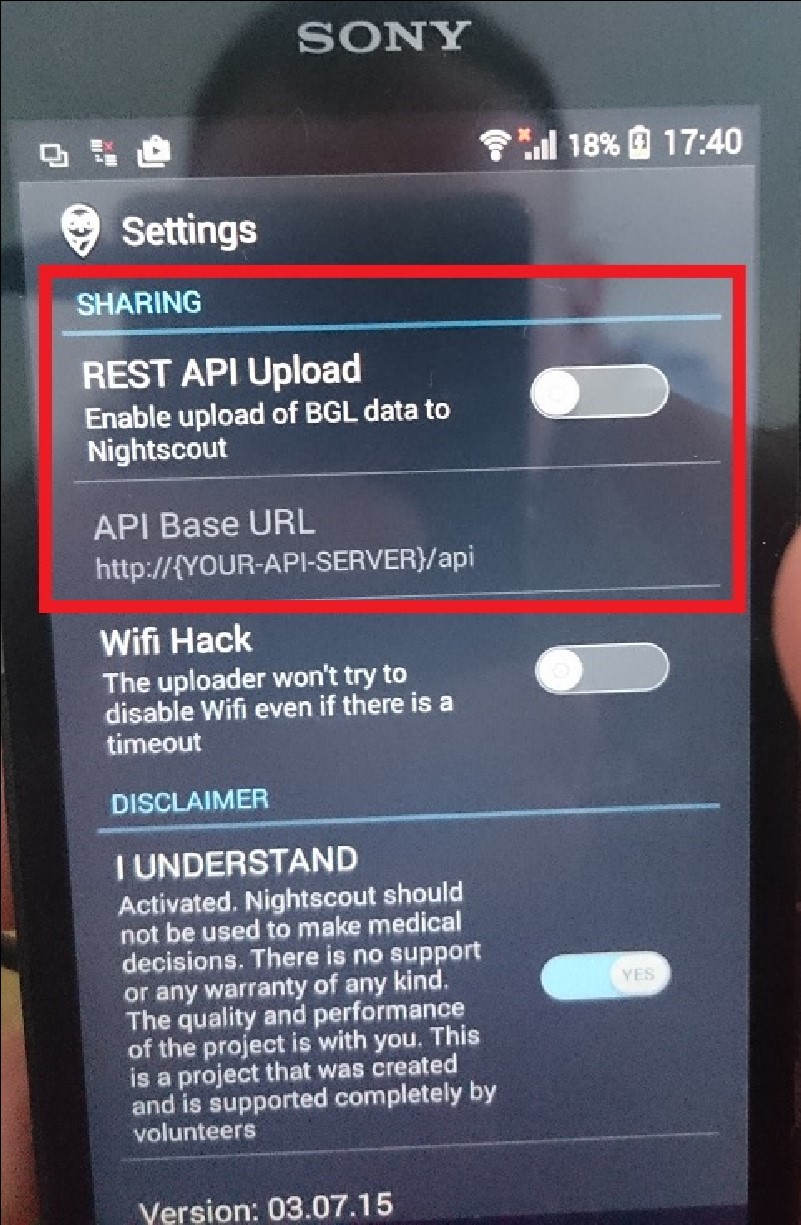 SONY
18% 17:40
Settings
SHARING
REST API Upload
Enable upload of BGL data to
Nightscout
API Base URL
http://{YOUR-API-SERVER}/api
Wifi Hack
The uploader won't try to
disable Wifi even if there is a
timeout
DISCLAIMER
I UNDERSTAND
Activated. Nightscout should
not be used to make medical
decisions. There is no support
or any warranty of any kind.
YES
The quality and performance
of the project is with you. This
is a project that was created
and is supported completely by
volunteers
Version: 03.07.15